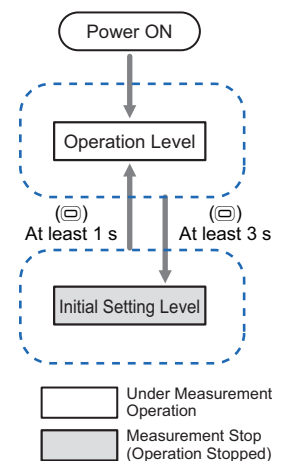 Power ON
Operation Level
( ) ( )
At least 1 s At least 3 s
Initial Setting Level
Under Measurement
Operation
Measurement Stop
(Operation Stopped)